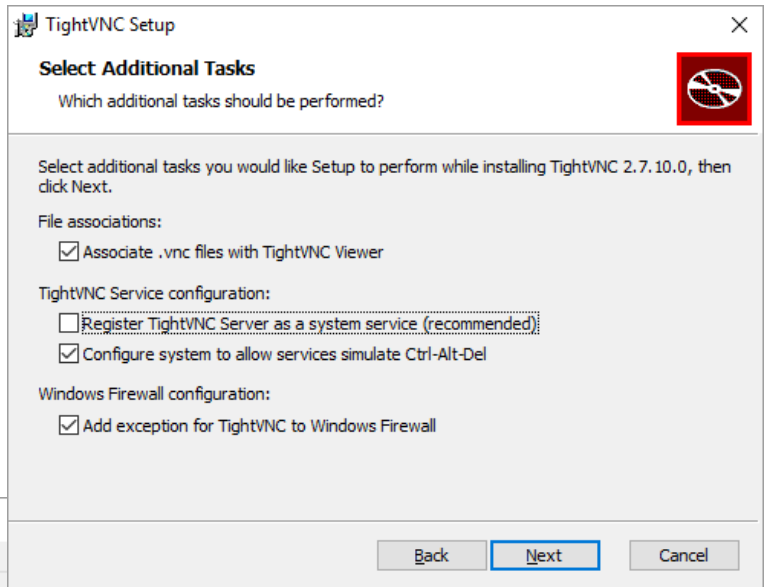 TightVNC Setup
Select Additional Tasks
Which additional tasks should be performed?
Select additional tasks you would like Setup to perform while installing TightVNC 2.7.10.0, then
click Next.
File associations:
Associate .vnc files with TightVNC Viewer
TightVNC Service configuration:
Register TightVNC Server as a system service (recommended)
Configure system to allow services simulate Ctrl-Alt-Del
Windows Firewall configuration:
Add exception for TightVNC to Windows Firewall
Back Next Cancel